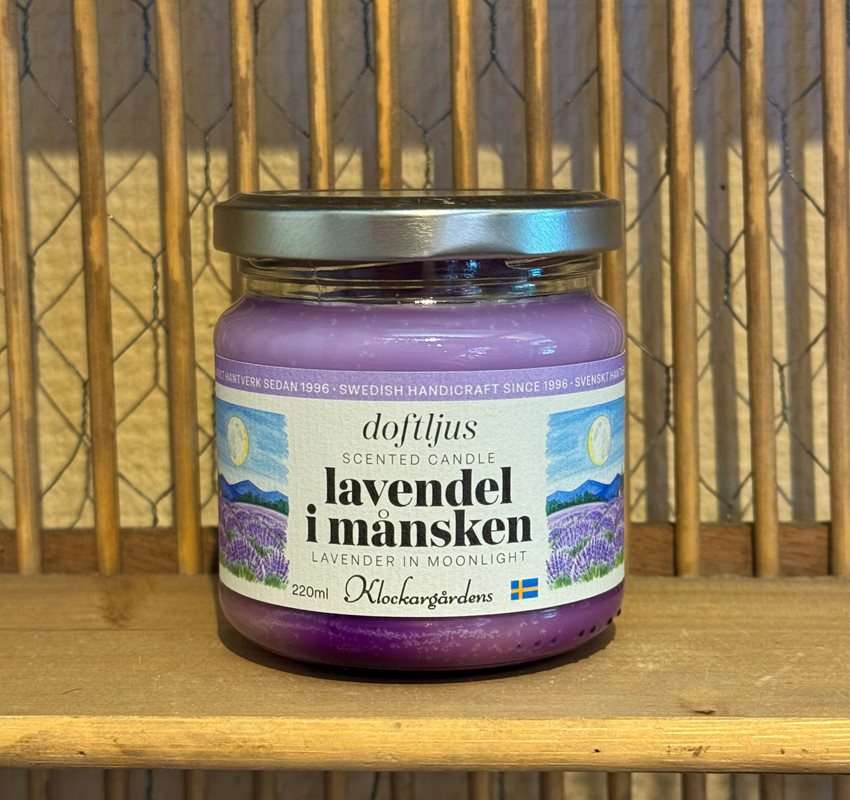 KT HANTVERK SEDAN 1996 · SWEDISH HANDICRAFT SINCE 1996 · SVENSKT HANT
doftljus
SCENTED CANDLE
lavendel
i månsken
LAVENDER IN MOONLIGHT
220ml Klockargårdens